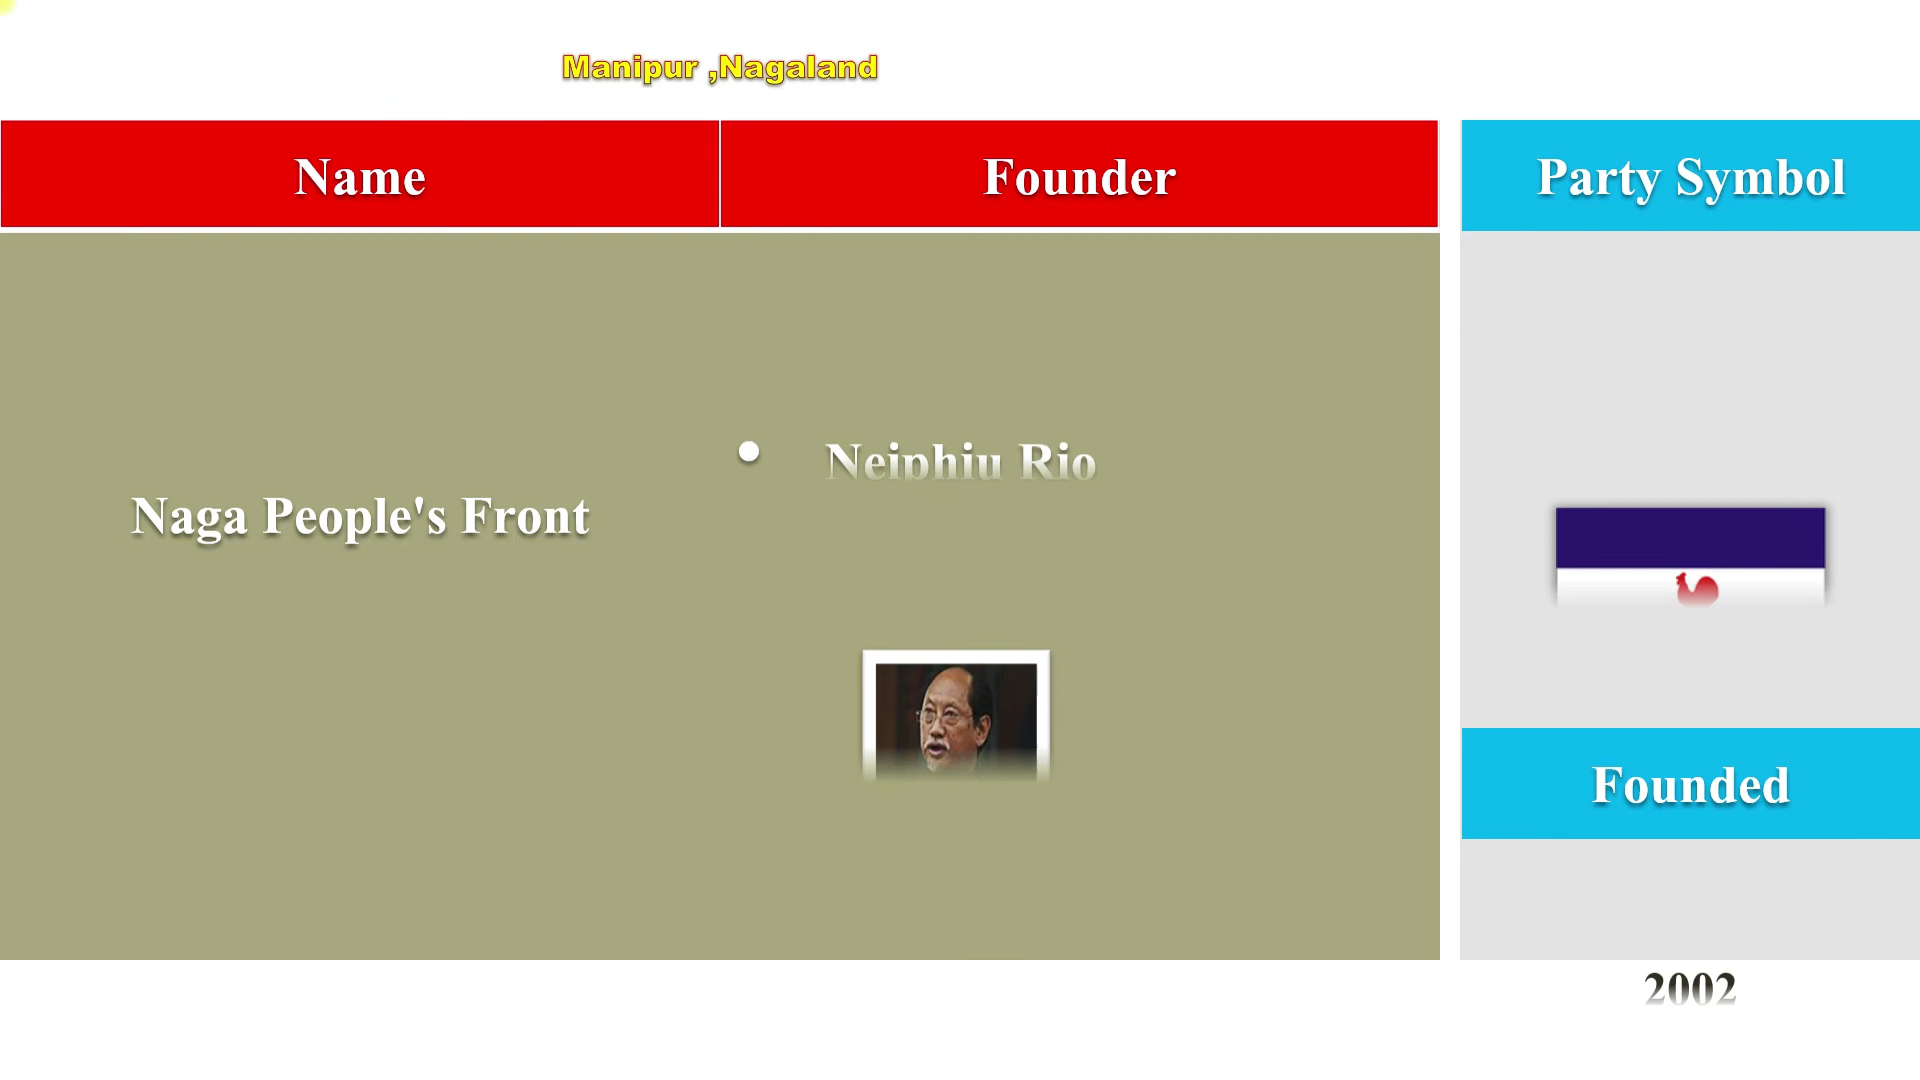 Manipur ,Nagaland
Name
Founder
Party Symbol
Naga People's Front
• Neiphiu Rio
Founded
2002